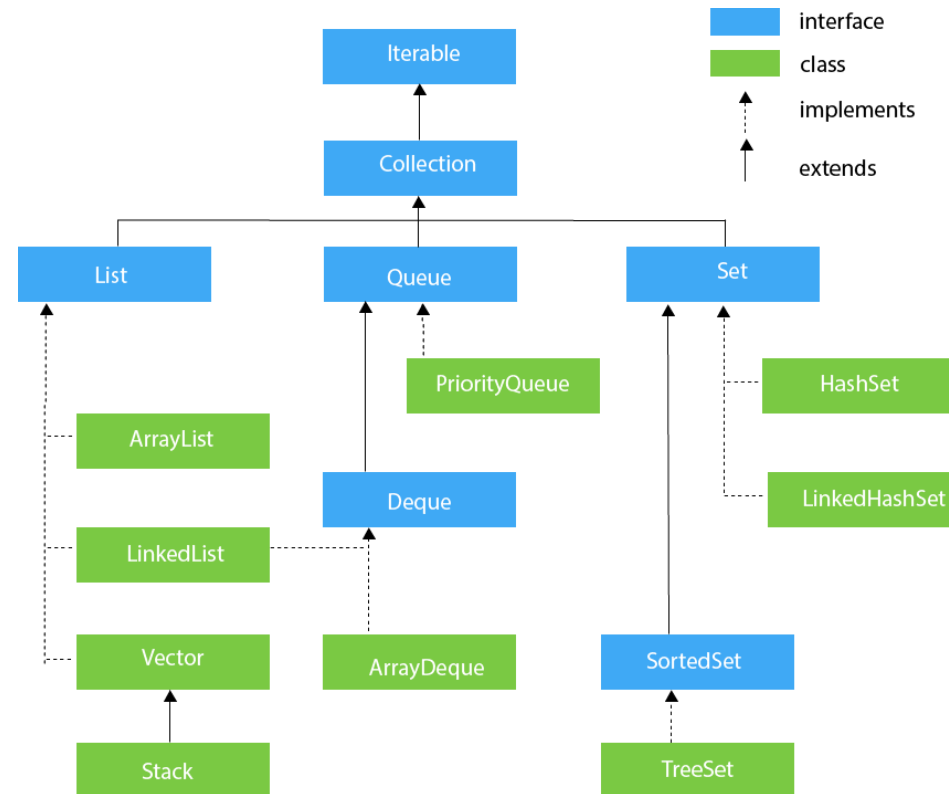 interface
Iterable
class
implements
Collection
extends
List
Queue
Set
PriorityQueue
HashSet
ArrayList
Deque
LinkedHashSet
LinkedList
Vector
ArrayDeque
SortedSet
Stack
TreeSet